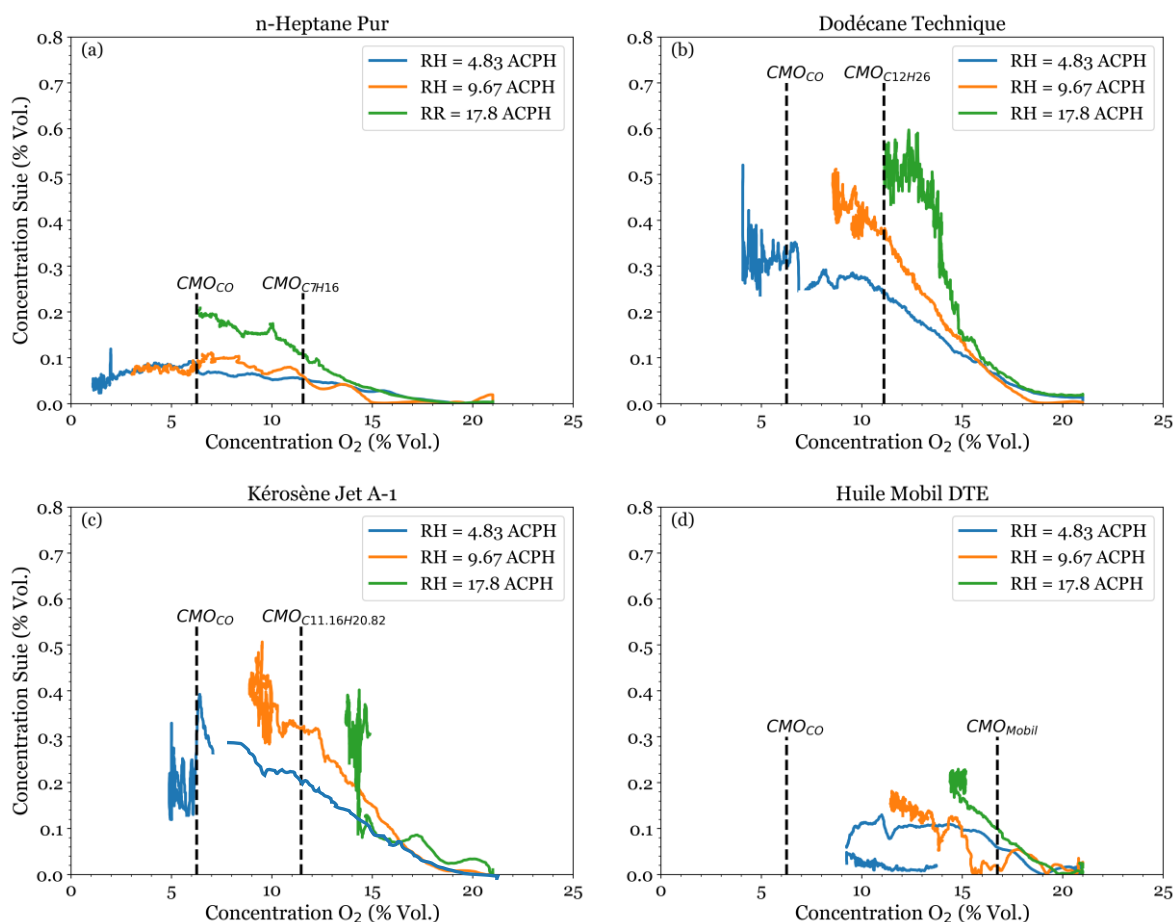 n-Heptane Pur
(a)
RH = 4.83 ACPH
RH = 9.67 ACPH
RR = 17.8 ACPH
CMO_CO
CMO_C7H16
0.8
0.7
0.6
0.5
0.4
0.3
0.2
0.1
0.0
Concentration Suie (% Vol.)
0 5 10 15 20 25
Concentration O₂ (% Vol.)
Dodécane Technique
(b)
RH = 4.83 ACPH
RH = 9.67 ACPH
RH = 17.8 ACPH
CMO_CO
CMO_C12H26
0.8
0.7
0.6
0.5
0.4
0.3
0.2
0.1
0.0
0 5 10 15 20 25
Concentration O₂ (% Vol.)
Kérosène Jet A-1
(c)
RH = 4.83 ACPH
RH = 9.67 ACPH
RH = 17.8 ACPH
CMO_CO
CMO_C11.16H20.82
0.8
0.7
0.6
0.5
0.4
0.3
0.2
0.1
0.0
Concentration Suie (% Vol.)
0 5 10 15 20 25
Concentration O₂ (% Vol.)
Huile Mobil DTE
(d)
RH = 4.83 ACPH
RH = 9.67 ACPH
RH = 17.8 ACPH
CMO_CO
CMO_Mobil
0.8
0.7
0.6
0.5
0.4
0.3
0.2
0.1
0.0
0 5 10 15 20 25
Concentration O₂ (% Vol.)